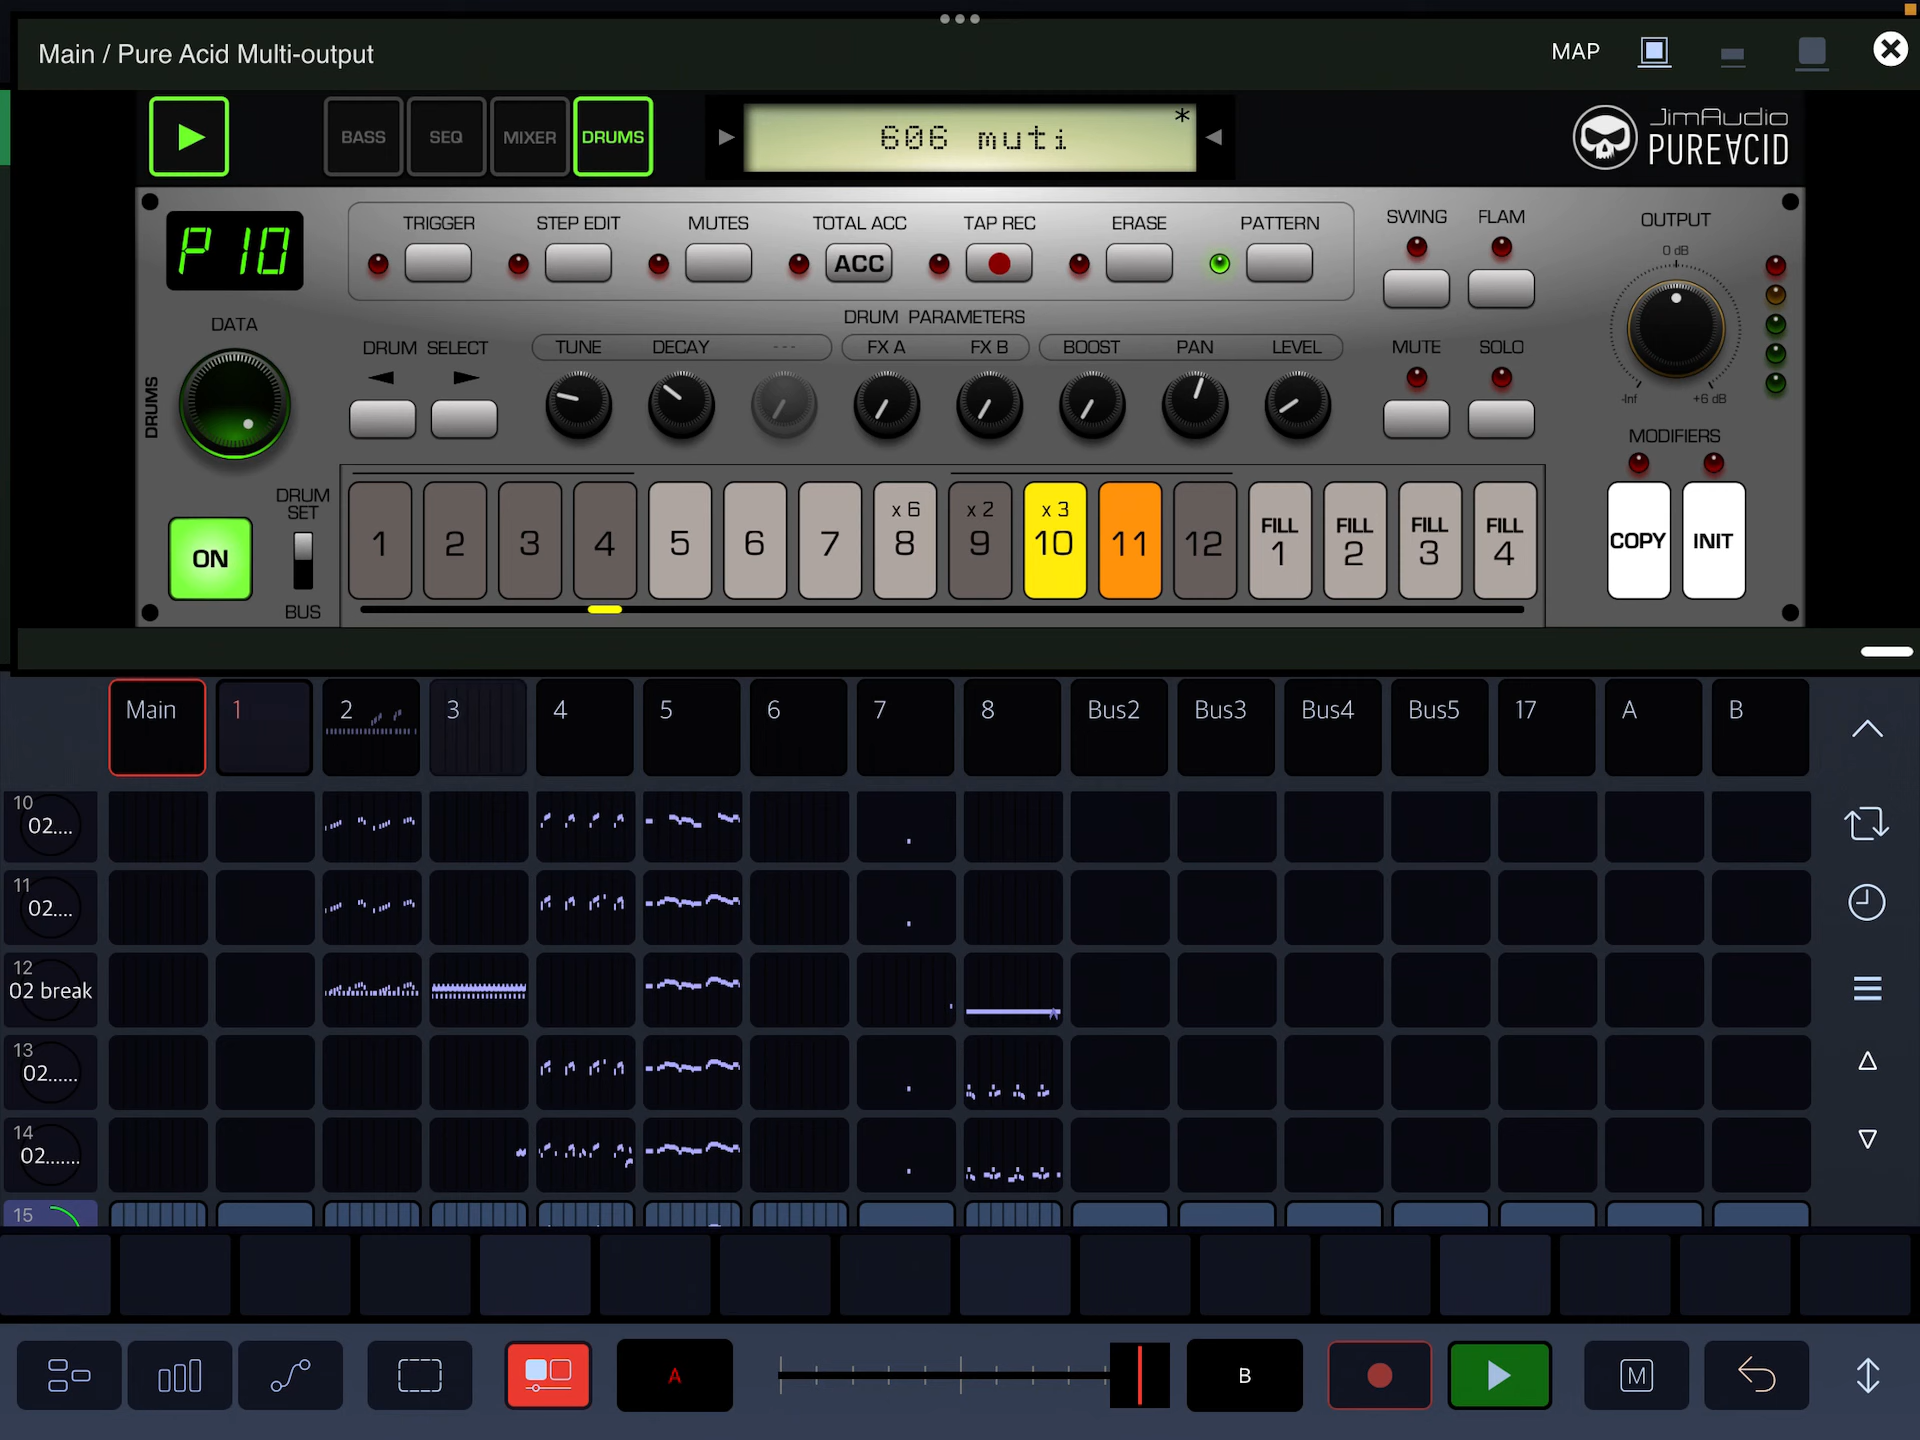 Main / Pure Acid Multi-output
MAP
BASS SEQ MIXER DRUMS
606 muti *
JimAudio
PUREACID
P10
TRIGGER STEP EDIT MUTES TOTAL ACC TAP REC ERASE PATTERN
ACC
SWING FLAM
OUTPUT
0 dB
-Inf +6 dB
DATA
DRUMS
DRUM SELECT
DRUM PARAMETERS
TUNE DECAY --- FX A FX B BOOST PAN LEVEL
MUTE SOLO
MODIFIERS
ON
DRUM
SET
BUS
x 6 x 2 x 3
1 2 3 4 5 6 7 8 9 10 11 12
FILL 1 FILL 2 FILL 3 FILL 4
COPY INIT
Main 1 2 3 4 5 6 7 8 Bus2 Bus3 Bus4 Bus5 17 A B
10
02....
11
02....
12
02 break
13
02......
14
02.......
15
A B M